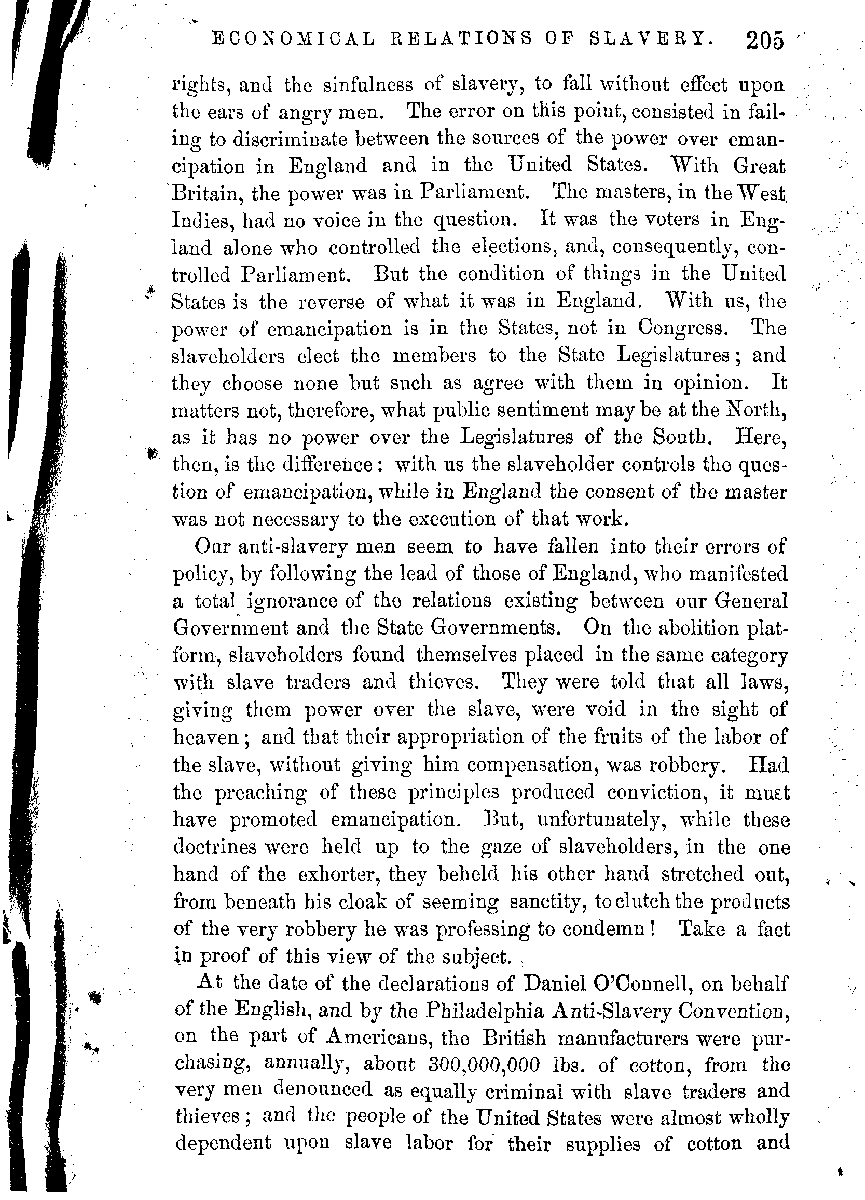 ECONOMICAL RELATIONS OF SLAVERY. 205
rights, and the sinfulness of slavery, to fall without effect upon
the ears of angry men. The error on this point, consisted in fail-
ing to discriminate between the sources of the power over eman-
cipation in England and in the United States. With Great
Britain, the power was in Parliament. The masters, in the West
Indies, had no voice in the question. It was the voters in Eng-
land alone who controlled the elections, and, consequently, con-
trolled Parliament. But the condition of things in the United
States is the reverse of what it was in England. With us, the
power of emancipation is in the States, not in Congress. The
slaveholders elect the members to the State Legislatures; and
they choose none but such as agree with them in opinion. It
matters not, therefore, what public sentiment may be at the North,
as it has no power over the Legislatures of the South. Here,
then, is the difference: with us the slaveholder controls the ques-
tion of emancipation, while in England the consent of the master
was not necessary to the execution of that work.
Our anti-slavery men seem to have fallen into their errors of
policy, by following the lead of those of England, who manifested
a total ignorance of the relations existing between our General
Government and the State Governments. On the abolition plat-
form, slaveholders found themselves placed in the same category
with slave traders and thieves. They were told that all laws,
giving them power over the slave, were void in the sight of
heaven; and that their appropriation of the fruits of the labor of
the slave, without giving him compensation, was robbery. Had
the preaching of these principles produced conviction, it must
have promoted emancipation. But, unfortunately, while these
doctrines were held up to the gaze of slaveholders, in the one
hand of the exhorter, they beheld his other hand stretched out,
from beneath his cloak of seeming sanctity, to clutch the products
of the very robbery he was professing to condemn! Take a fact
in proof of this view of the subject.
At the date of the declarations of Daniel O'Connell, on behalf
of the English, and by the Philadelphia Anti-Slavery Convention,
on the part of Americans, the British manufacturers were pur-
chasing, annually, about 300,000,000 lbs. of cotton, from the
very men denounced as equally criminal with slave traders and
thieves; and the people of the United States were almost wholly
dependent upon slave labor for their supplies of cotton and